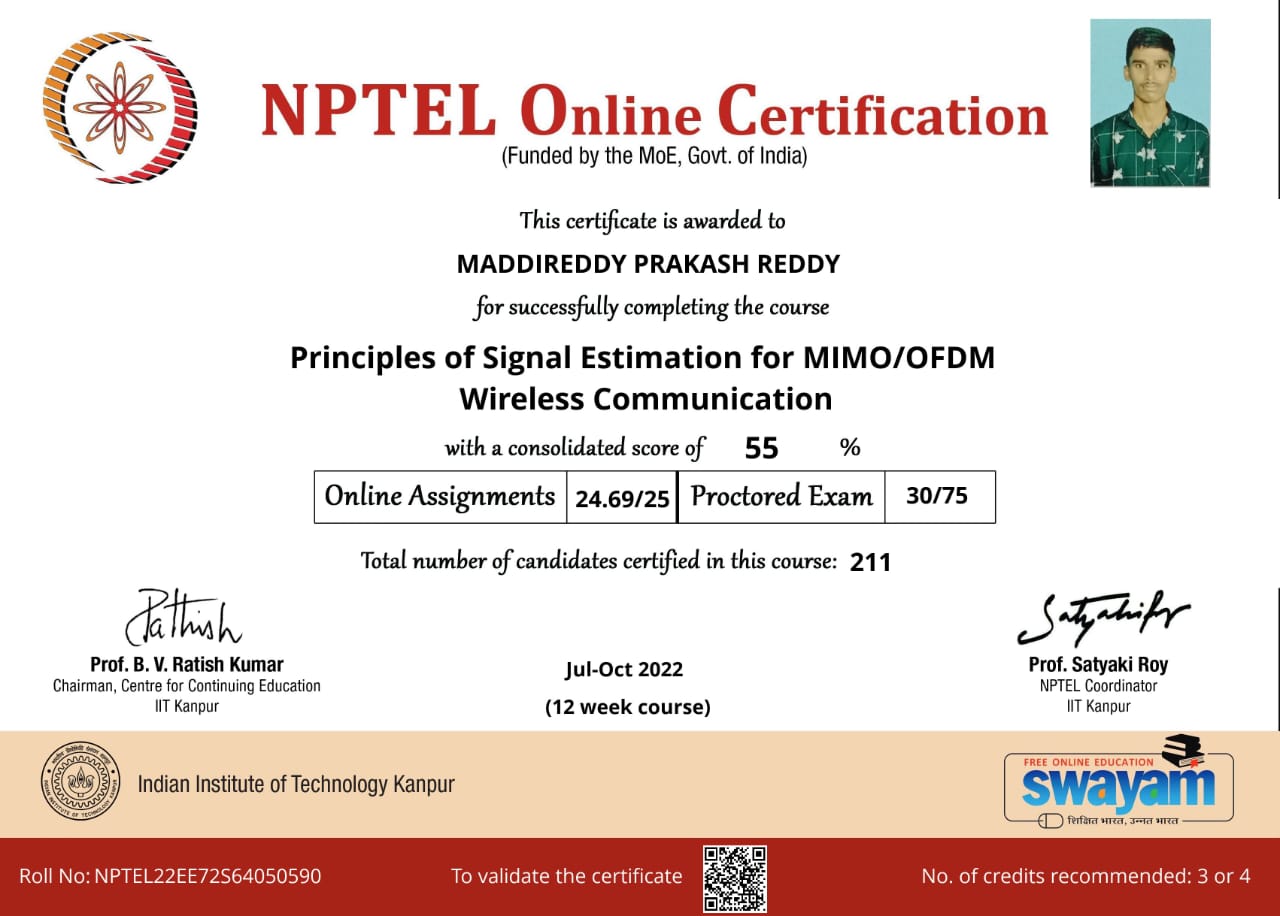 NPTEL Online Certification
(Funded by the MoE, Govt. of India)
This certificate is awarded to
MADDIREDDY PRAKASH REDDY
for successfully completing the course
Principles of Signal Estimation for MIMO/OFDM
Wireless Communication
with a consolidated score of 55 %
Online Assignments 24.69/25 Proctored Exam 30/75
Total number of candidates certified in this course: 211
Prof. B. V. Ratish Kumar
Chairman, Centre for Continuing Education
IIT Kanpur
Jul-Oct 2022
(12 week course)
Prof. Satyaki Roy
NPTEL Coordinator
IIT Kanpur
Indian Institute of Technology Kanpur
FREE ONLINE EDUCATION
swayam
शिक्षित भारत, उन्नत भारत
Roll No: NPTEL22EE72S64050590
To validate the certificate
No. of credits recommended: 3 or 4